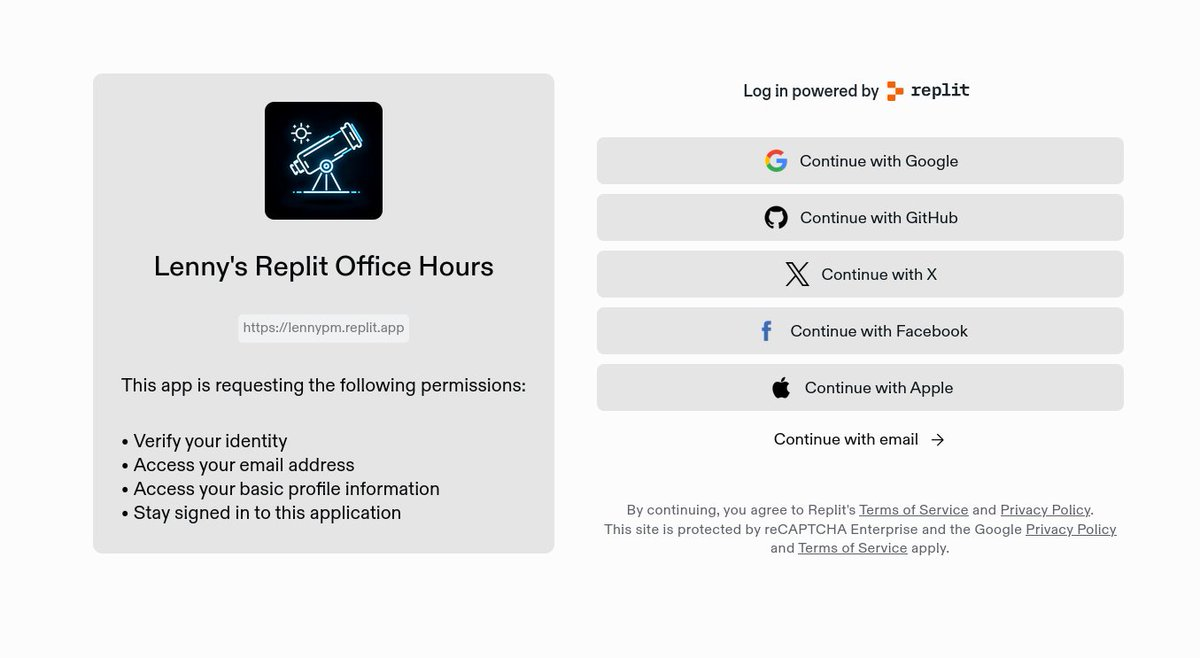 Lenny's Replit Office Hours
https://lennypm.replit.app
This app is requesting the following permissions:
• Verify your identity
• Access your email address
• Access your basic profile information
• Stay signed in to this application
Log in powered by replit
Continue with Google
Continue with GitHub
Continue with X
Continue with Facebook
Continue with Apple
Continue with email →
By continuing, you agree to Replit's Terms of Service and Privacy Policy.
This site is protected by reCAPTCHA Enterprise and the Google Privacy Policy
and Terms of Service apply.